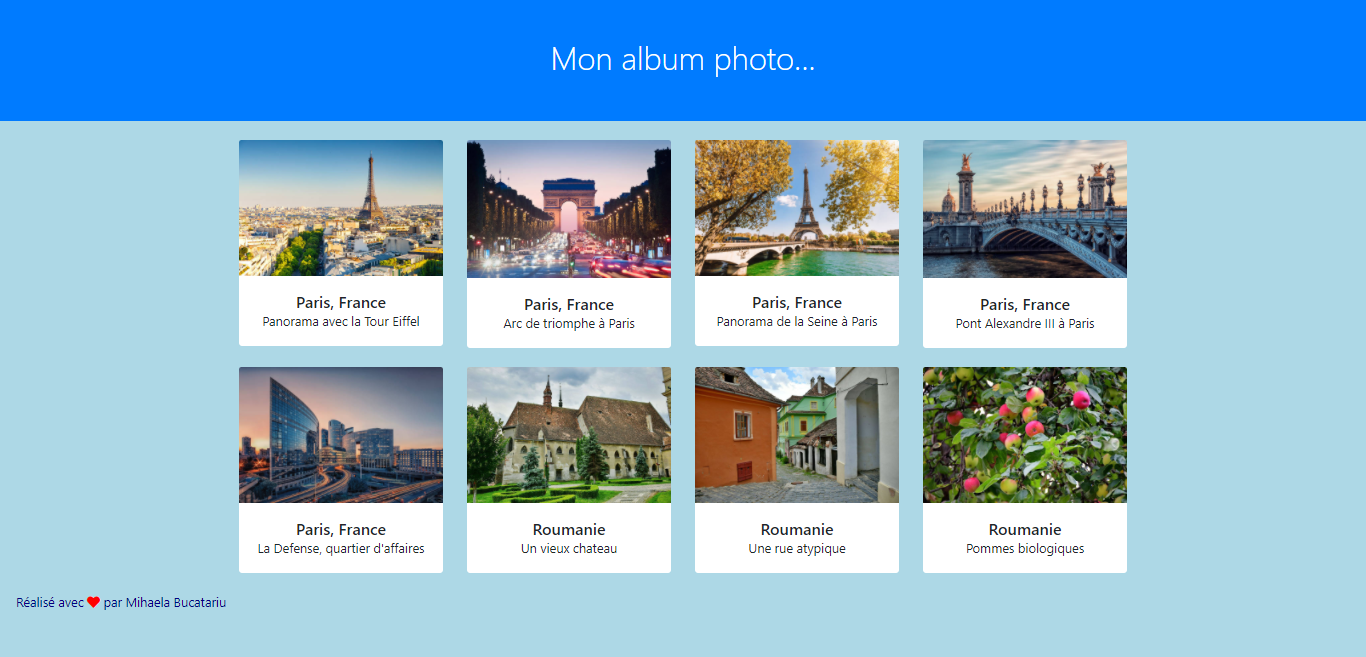 Mon album photo...
Paris, France
Panorama avec la Tour Eiffel
Paris, France
Arc de triomphe à Paris
Paris, France
Panorama de la Seine à Paris
Paris, France
Pont Alexandre III à Paris
Paris, France
La Defense, quartier d'affaires
Roumanie
Un vieux chateau
Roumanie
Une rue atypique
Roumanie
Pommes biologiques
Réalisé avec ❤ par Mihaela Bucatariu